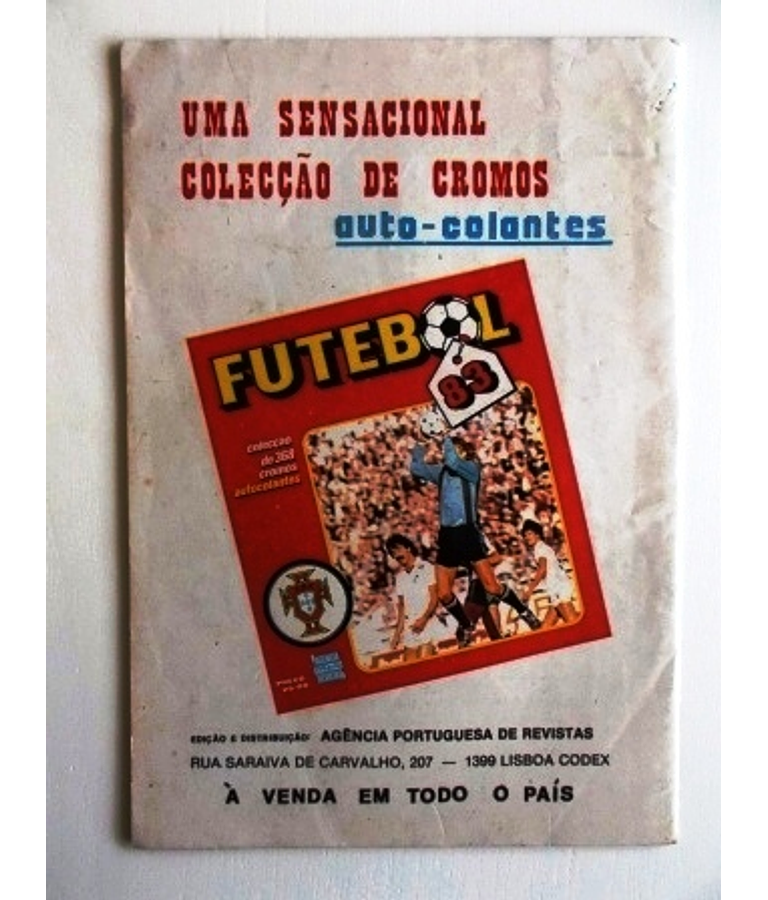 UMA SENSACIONAL
COLECÇÃO DE CROMOS
auto-colantes
FUTEBOL
83
colecção
de 368
cromos
autocolantes
EDIÇÃO E DISTRIBUIÇÃO: AGÊNCIA PORTUGUESA DE REVISTAS
RUA SARAIVA DE CARVALHO, 207 — 1399 LISBOA CODEX
À VENDA EM TODO O PAÍS